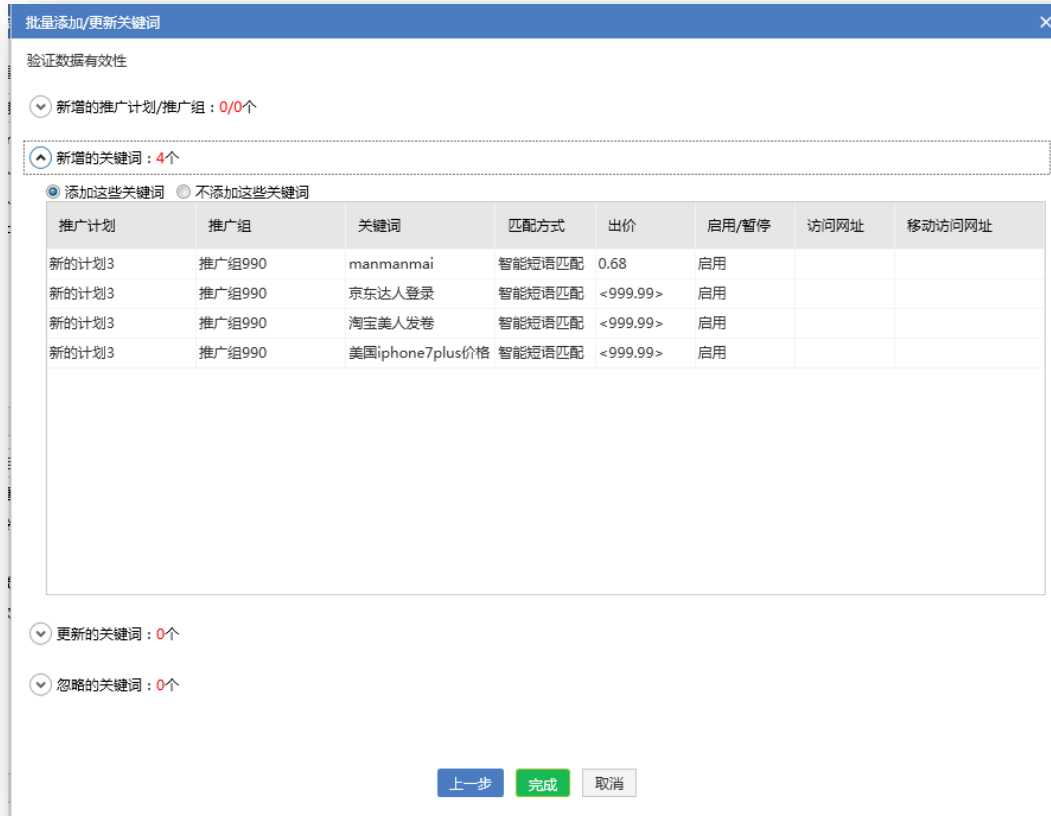 批量添加/更新关键词
验证数据有效性
新增的推广计划/推广组：0/0个
新增的关键词：4个
添加这些关键词 不添加这些关键词
推广计划 推广组 关键词 匹配方式 出价 启用/暂停 访问网址 移动访问网址
新的计划3 推广组990 manmanmai 智能短语匹配 0.68 启用
新的计划3 推广组990 京东达人登录 智能短语匹配 <999.99> 启用
新的计划3 推广组990 淘宝美人发卷 智能短语匹配 <999.99> 启用
新的计划3 推广组990 美国iphone7plus价格 智能短语匹配 <999.99> 启用
更新的关键词：0个
忽略的关键词：0个
上一步 完成 取消